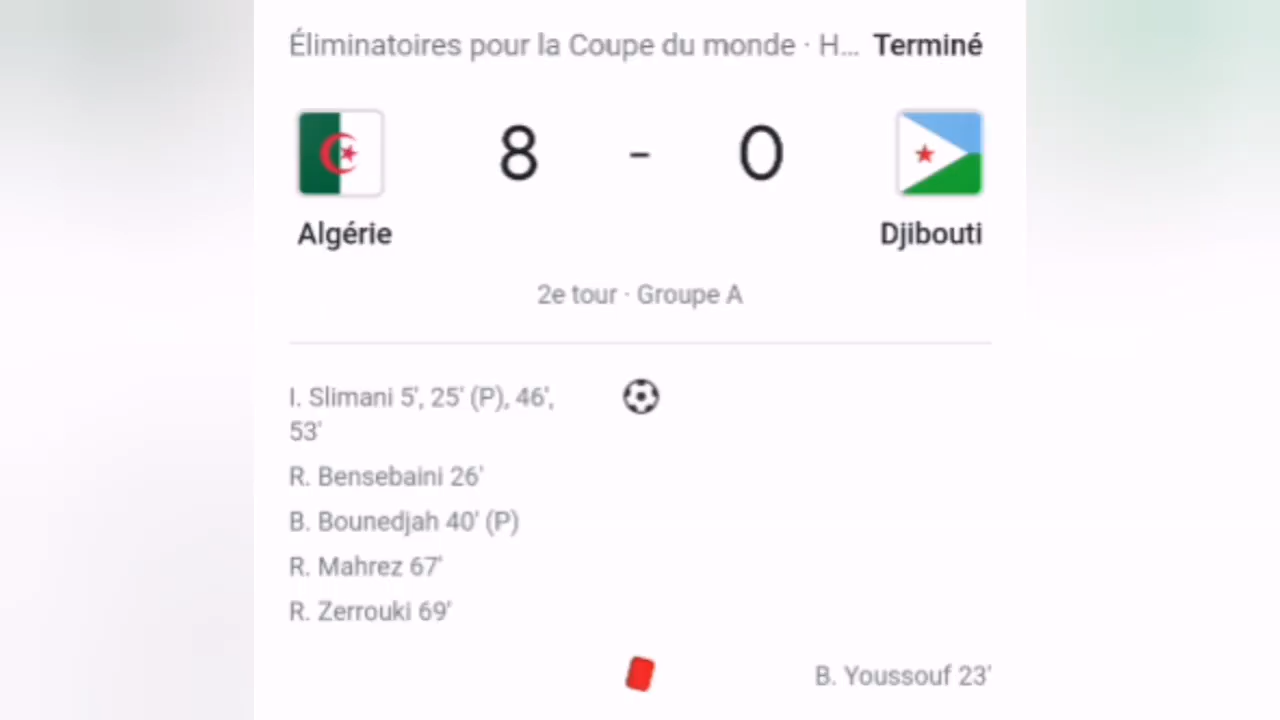 Éliminatoires pour la Coupe du monde · H... Terminé
8 - 0
Algérie Djibouti
2e tour · Groupe A
I. Slimani 5', 25' (P), 46',
53'
R. Bensebaini 26'
B. Bounedjah 40' (P)
R. Mahrez 67'
R. Zerrouki 69'
B. Youssouf 23'